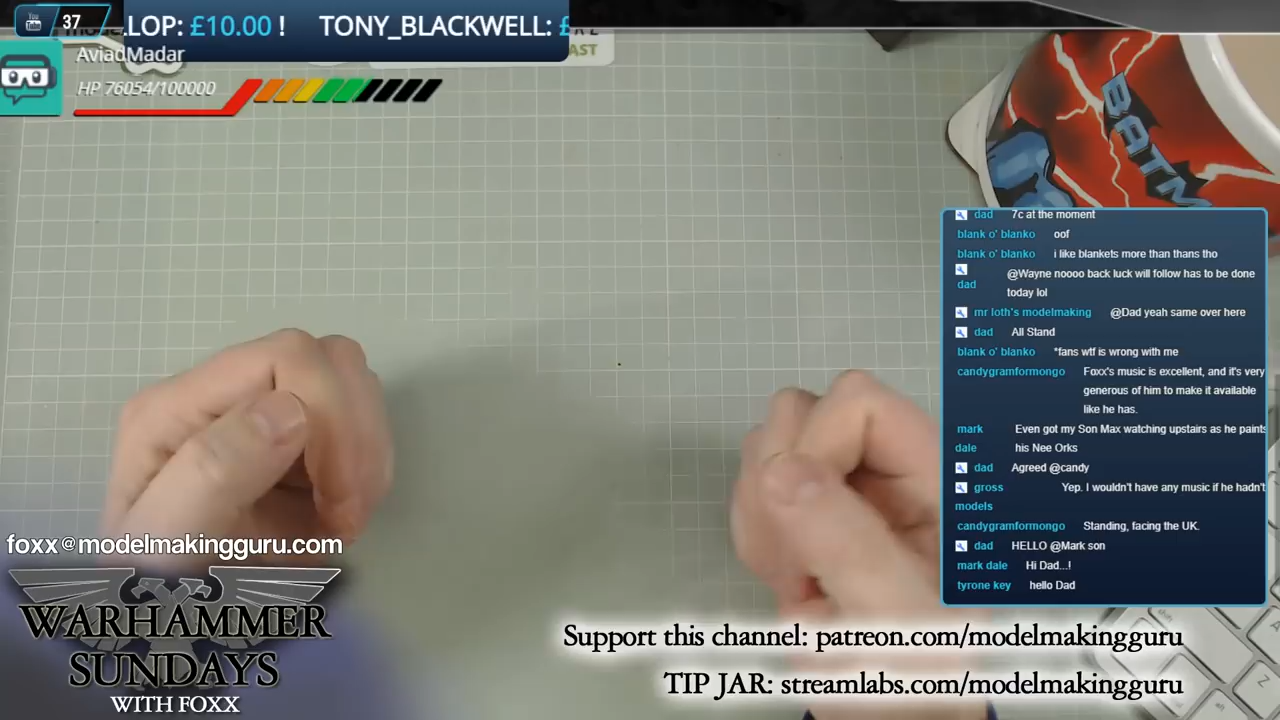 37
.LOP: £10.00 ! TONY_BLACKWELL: £
AviadMadar
HP 76054/100000
AST
BATM
dad 7c at the moment
blank o' blanko oof
blank o' blanko i like blankets more than thans tho
dad @Wayne noooo back luck will follow has to be done
today lol
mr loth's modelmaking @Dad yeah same over here
dad All Stand
blank o' blanko *fans wtf is wrong with me
candygramformongo Foxx's music is excellent, and it's very
generous of him to make it available
like he has.
mark dale Even got my Son Max watching upstairs as he paints
his Nee Orks
dad Agreed @candy
gross models Yep. I wouldn't have any music if he hadn't
candygramformongo Standing, facing the UK.
dad HELLO @Mark son
mark dale Hi Dad...!
tyrone key hello Dad
foxx@modelmakingguru.com
WARHAMMER
SUNDAYS
WITH FOXX
Support this channel: patreon.com/modelmakingguru
TIP JAR: streamlabs.com/modelmakingguru